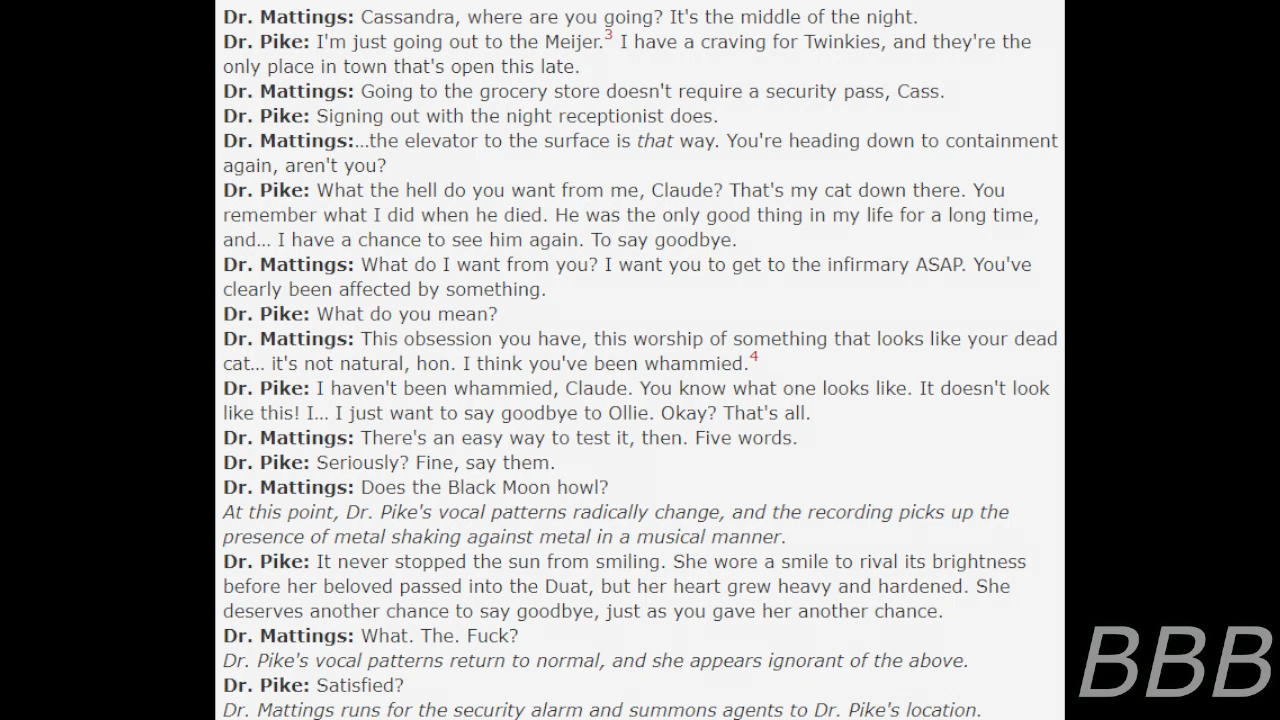 Dr. Mattings: Cassandra, where are you going? It's the middle of the night.
Dr. Pike: I'm just going out to the Meijer.3 I have a craving for Twinkies, and they're the
only place in town that's open this late.
Dr. Mattings: Going to the grocery store doesn't require a security pass, Cass.
Dr. Pike: Signing out with the night receptionist does.
Dr. Mattings:...the elevator to the surface is that way. You're heading down to containment
again, aren't you?
Dr. Pike: What the hell do you want from me, Claude? That's my cat down there. You
remember what I did when he died. He was the only good thing in my life for a long time,
and... I have a chance to see him again. To say goodbye.
Dr. Mattings: What do I want from you? I want you to get to the infirmary ASAP. You've
clearly been affected by something.
Dr. Pike: What do you mean?
Dr. Mattings: This obsession you have, this worship of something that looks like your dead
cat... it's not natural, hon. I think you've been whammied.4
Dr. Pike: I haven't been whammied, Claude. You know what one looks like. It doesn't look
like this! I... I just want to say goodbye to Ollie. Okay? That's all.
Dr. Mattings: There's an easy way to test it, then. Five words.
Dr. Pike: Seriously? Fine, say them.
Dr. Mattings: Does the Black Moon howl?
At this point, Dr. Pike's vocal patterns radically change, and the recording picks up the
presence of metal shaking against metal in a musical manner.
Dr. Pike: It never stopped the sun from smiling. She wore a smile to rival its brightness
before her beloved passed into the Duat, but her heart grew heavy and hardened. She
deserves another chance to say goodbye, just as you gave her another chance.
Dr. Mattings: What. The. Fuck?
Dr. Pike's vocal patterns return to normal, and she appears ignorant of the above.
Dr. Pike: Satisfied?
Dr. Mattings runs for the security alarm and summons agents to Dr. Pike's location.
BBB